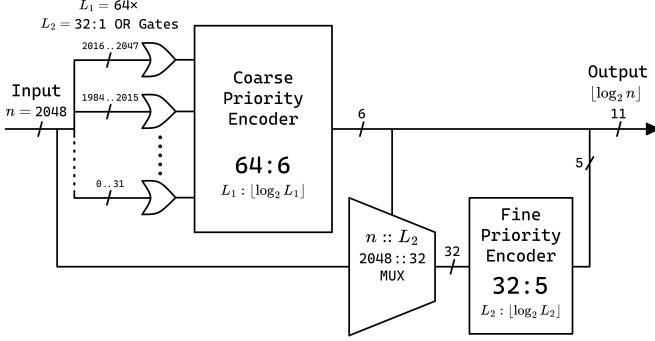 L₁ = 64×
L₂ = 32:1 OR Gates
2016..2047
Input
n = 2048
1984..2015
0..31
Coarse
Priority
Encoder
64:6
L₁ : ⌊log₂ L₁⌋
6
Output
⌊log₂ n⌋
11
5
n :: L₂
2048::32
MUX
32
Fine
Priority
Encoder
32:5
L₂ : ⌊log₂ L₂⌋